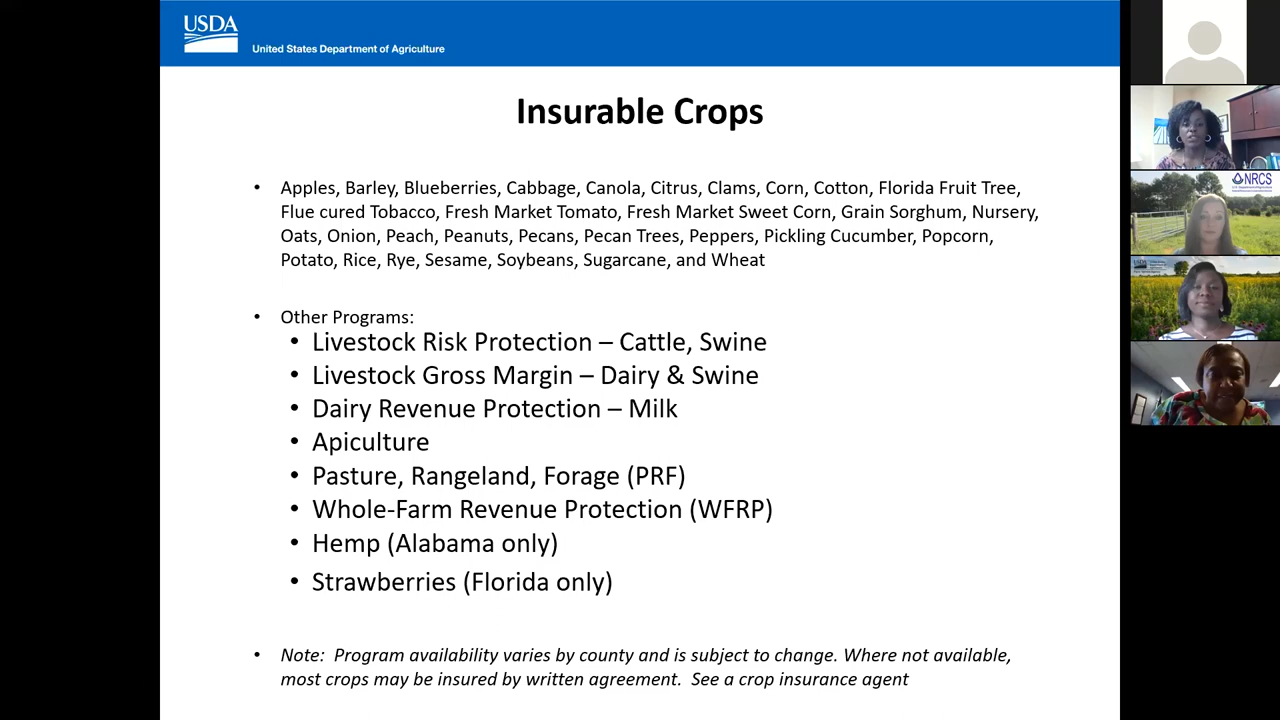 USDA
United States Department of Agriculture
Insurable Crops
• Apples, Barley, Blueberries, Cabbage, Canola, Citrus, Clams, Corn, Cotton, Florida Fruit Tree,
Flue cured Tobacco, Fresh Market Tomato, Fresh Market Sweet Corn, Grain Sorghum, Nursery,
Oats, Onion, Peach, Peanuts, Pecans, Pecan Trees, Peppers, Pickling Cucumber, Popcorn,
Potato, Rice, Rye, Sesame, Soybeans, Sugarcane, and Wheat
• Other Programs:
• Livestock Risk Protection – Cattle, Swine
• Livestock Gross Margin – Dairy & Swine
• Dairy Revenue Protection – Milk
• Apiculture
• Pasture, Rangeland, Forage (PRF)
• Whole-Farm Revenue Protection (WFRP)
• Hemp (Alabama only)
• Strawberries (Florida only)
• Note:  Program availability varies by county and is subject to change. Where not available,
most crops may be insured by written agreement.  See a crop insurance agent
NRCS